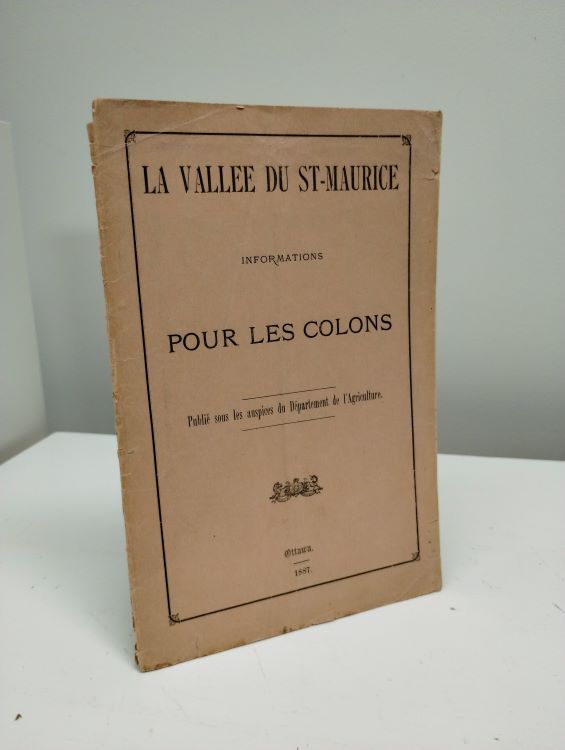 LA VALLEE DU ST-MAURICE
INFORMATIONS
POUR LES COLONS
Publié sous les auspices du Département de l'Agriculture.
Ottawa.
1887.